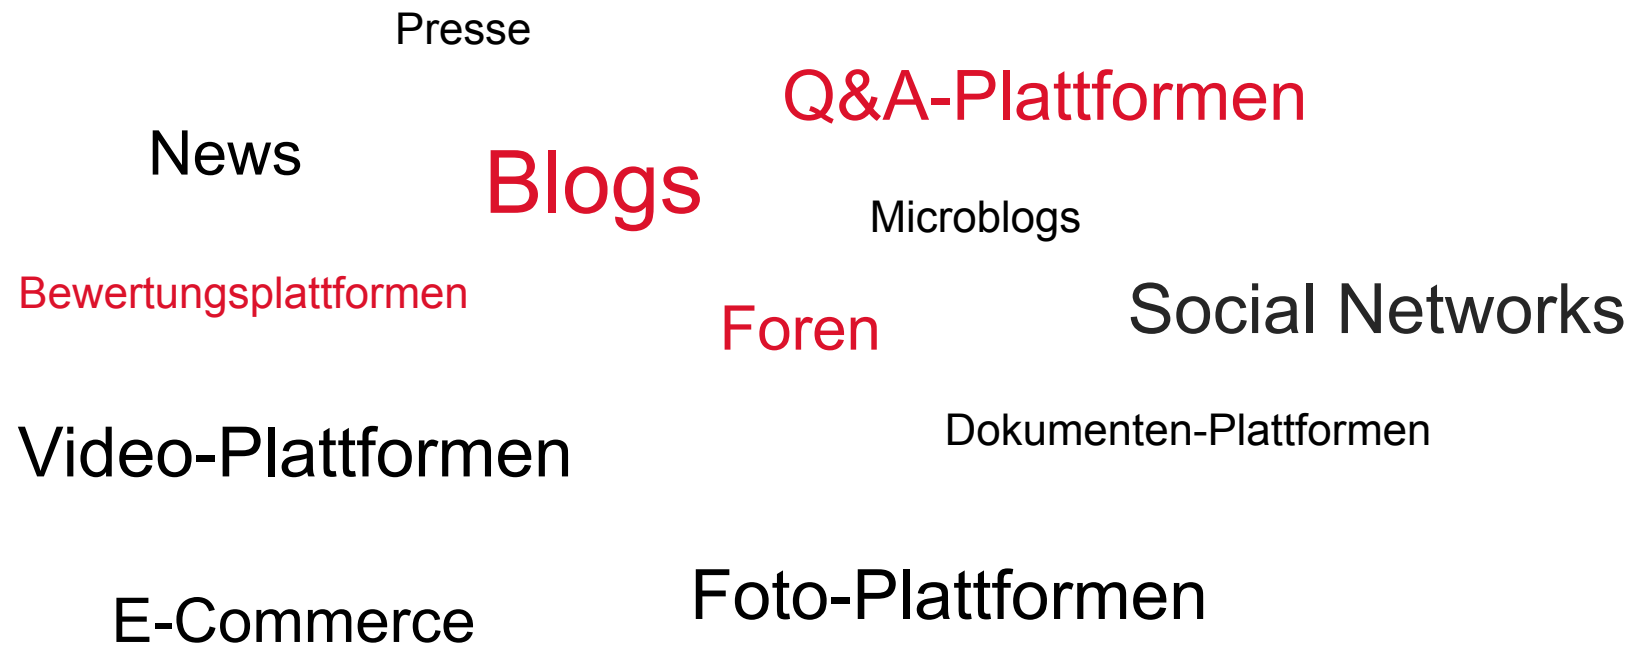 Presse
Q&A-Plattformen
News
Blogs
Microblogs
Bewertungsplattformen
Foren
Social Networks
Video-Plattformen
Dokumenten-Plattformen
E-Commerce
Foto-Plattformen